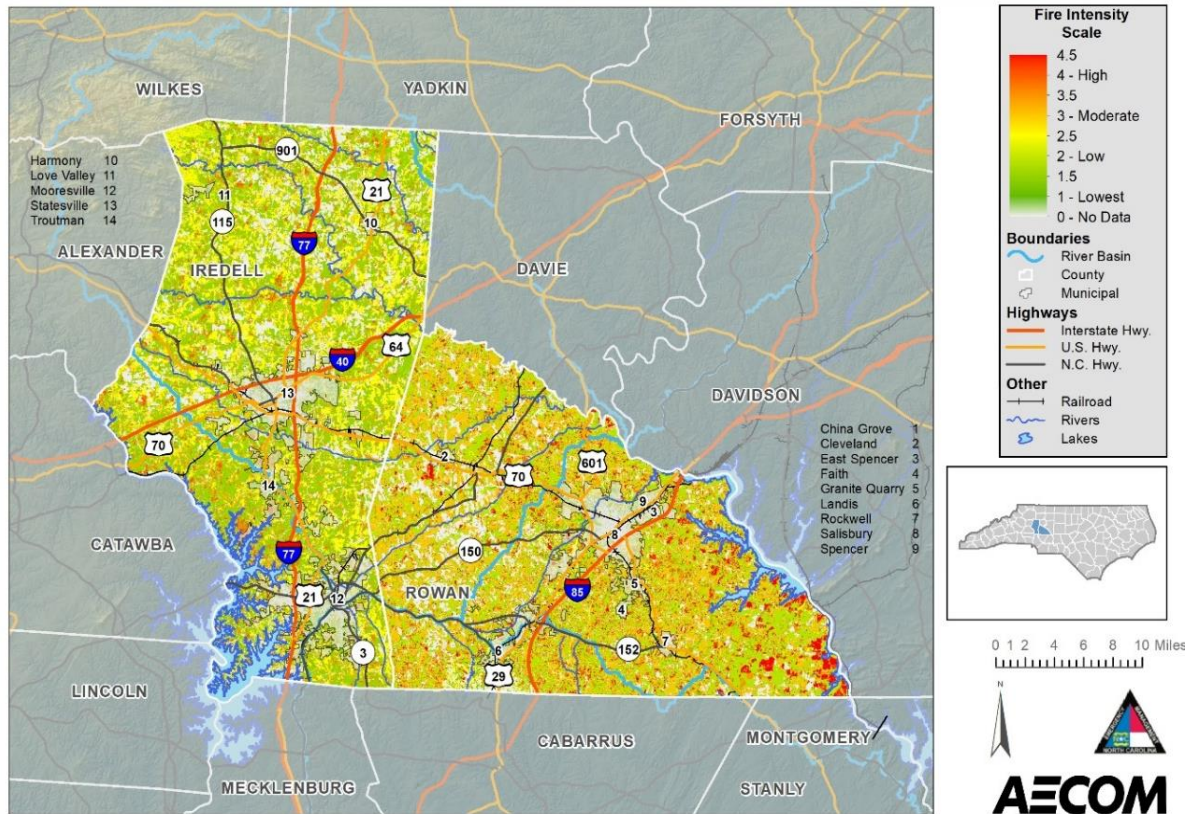 WILKES
YADKIN
FORSYTH
ALEXANDER
IREDELL
DAVIE
DAVIDSON
CATAWBA
ROWAN
LINCOLN
CABARRUS
MONTGOMERY
MECKLENBURG
STANLY
Harmony 10
Love Valley 11
Mooresville 12
Statesville 13
Troutman 14
China Grove 1
Cleveland 2
East Spencer 3
Faith 4
Granite Quarry 5
Landis 6
Rockwell 7
Salisbury 8
Spencer 9
901
21
11
10
115
77
64
40
13
70
2
70
601
9
3
8
14
77
150
85
5
4
21
12
7
3
6
152
29
Fire Intensity
Scale
4.5
4 - High
3.5
3 - Moderate
2.5
2 - Low
1.5
1 - Lowest
0 - No Data
Boundaries
River Basin
County
Municipal
Highways
Interstate Hwy.
U.S. Hwy.
N.C. Hwy.
Other
Railroad
Rivers
Lakes
0 1 2 4 6 8 10 Miles
N
EMERGENCY MANAGEMENT
NORTH CAROLINA
AECOM